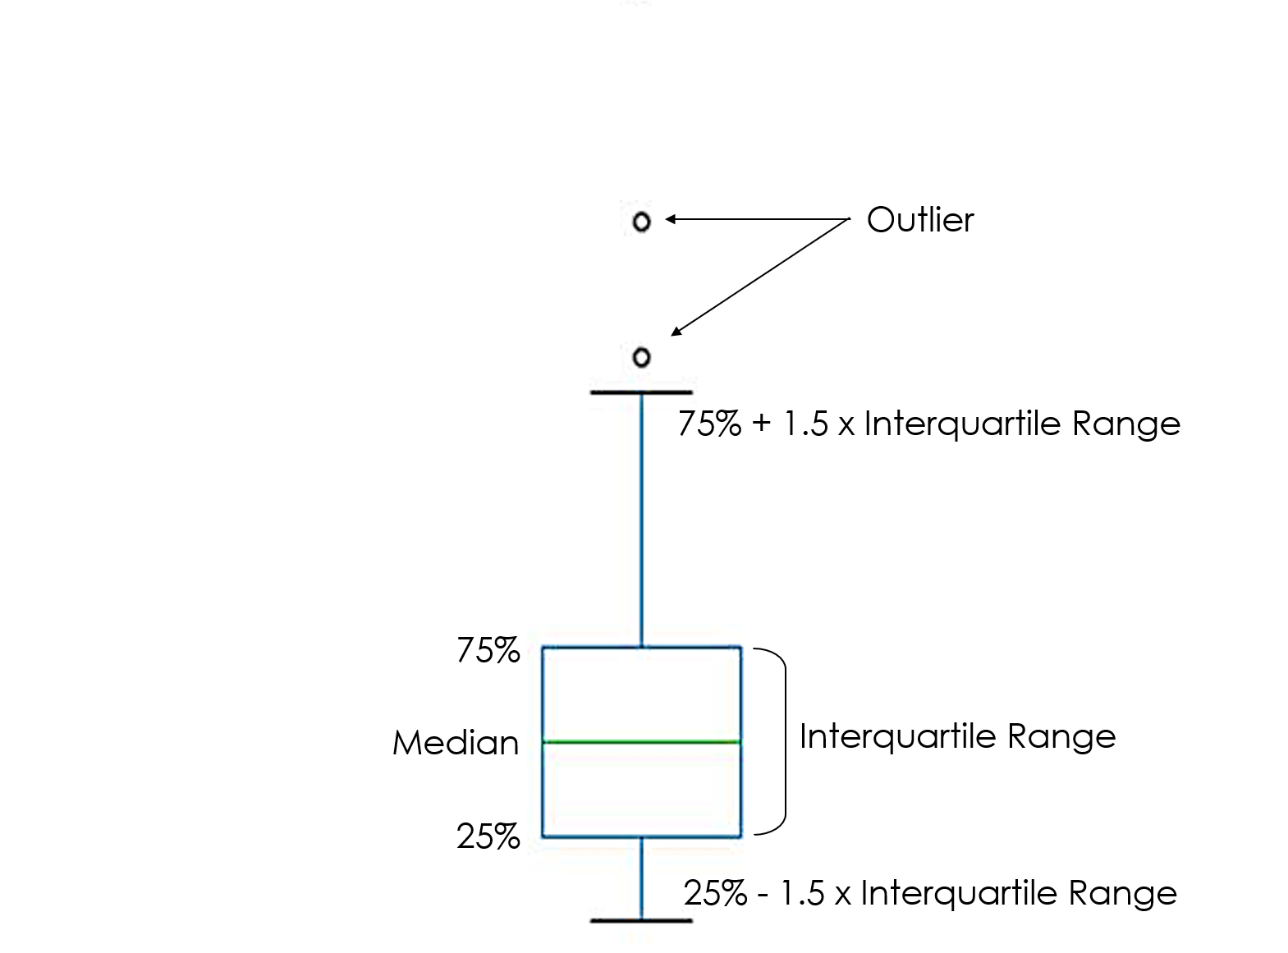 Outlier
75% + 1.5 x Interquartile Range
75%
Median
Interquartile Range
25%
25% - 1.5 x Interquartile Range